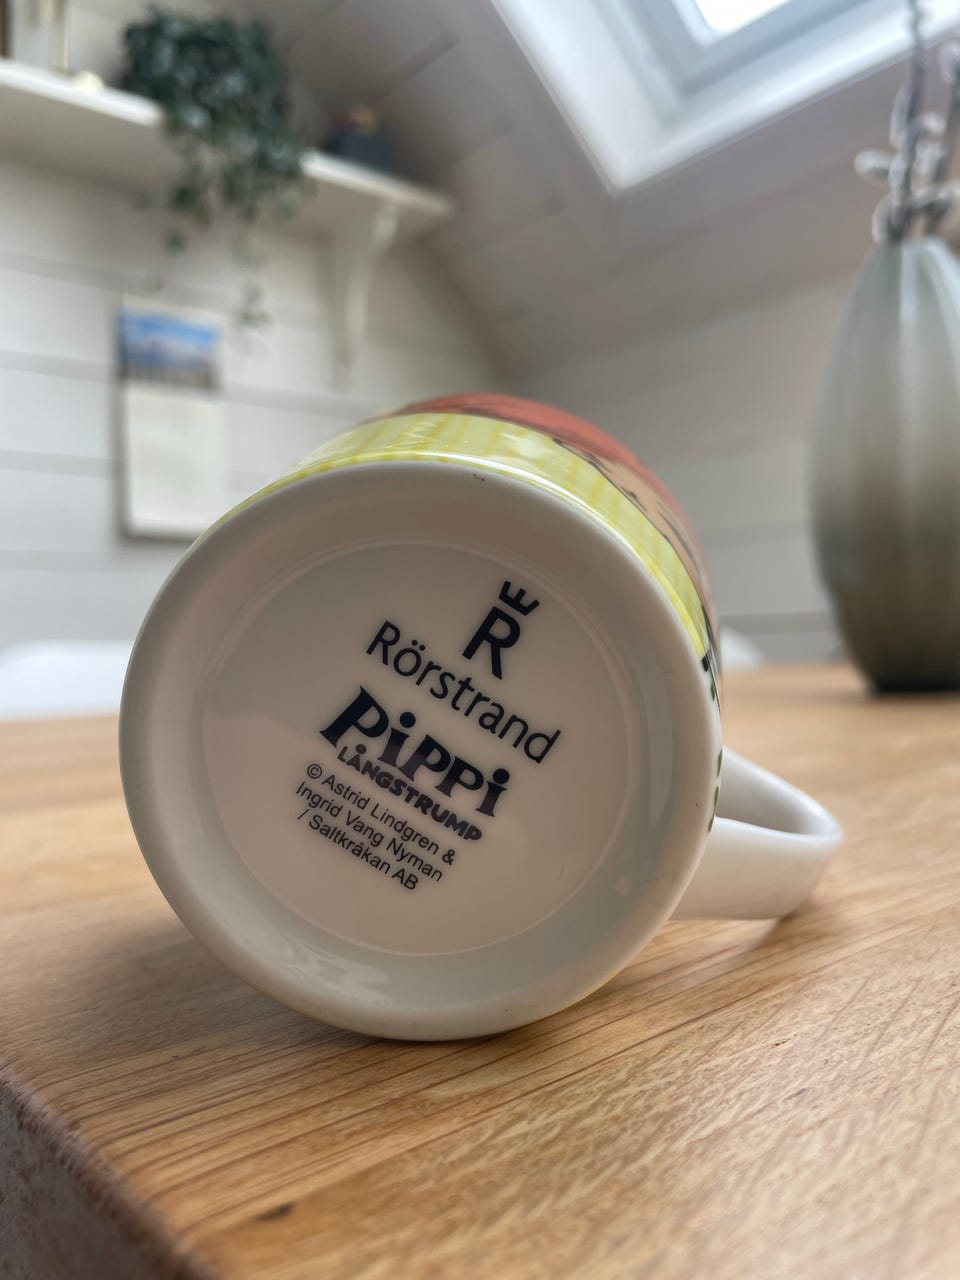 R
Rörstrand
Pippi
LÅNGSTRUMP
© Astrid Lindgren &
Ingrid Vang Nyman
/ Saltkråkan AB